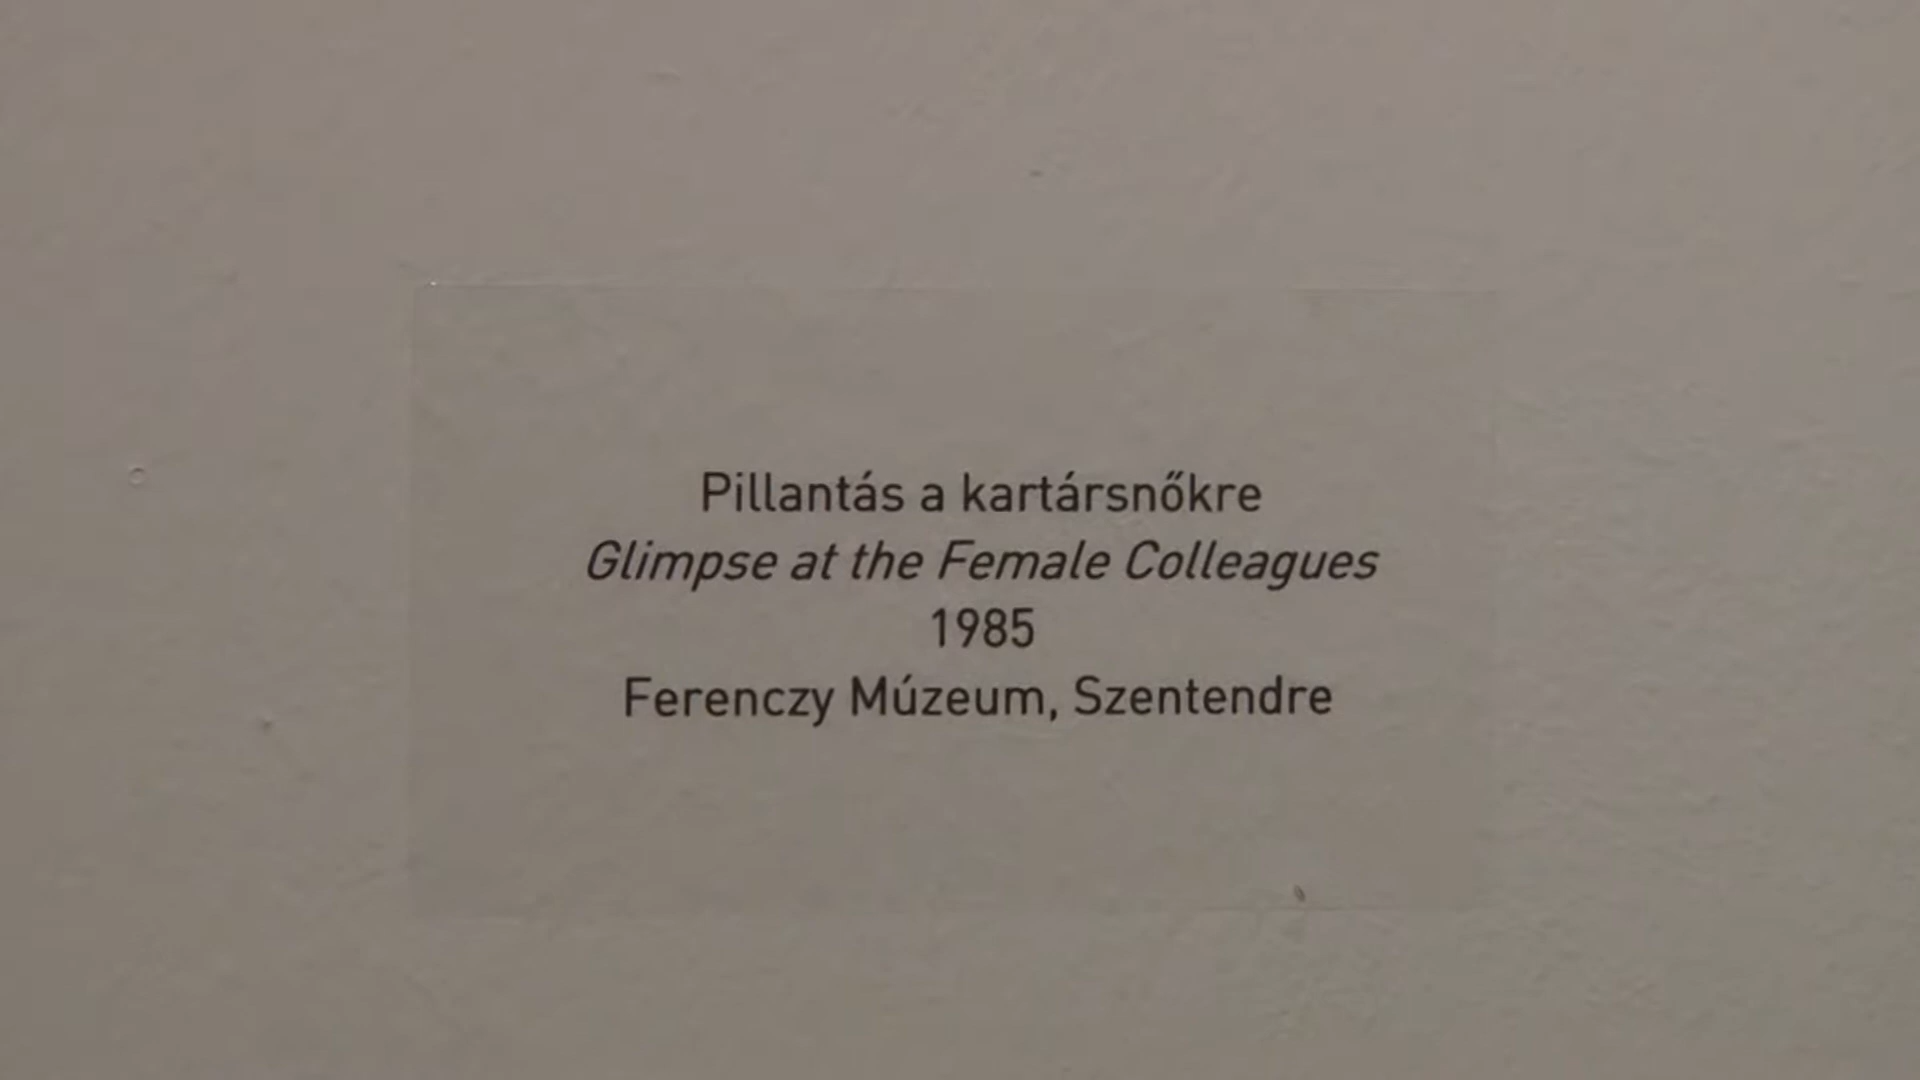 Pillantás a kartársnőkre
Glimpse at the Female Colleagues
1985
Ferenczy Múzeum, Szentendre